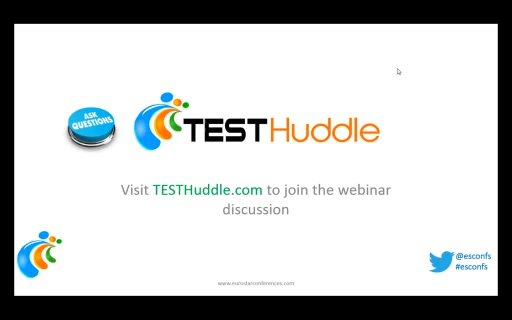 ASK
QUESTIONS
TESTHuddle
Visit TESTHuddle.com to join the webinar
discussion
@esconfs
#esconfs
www.eurostarconferences.com